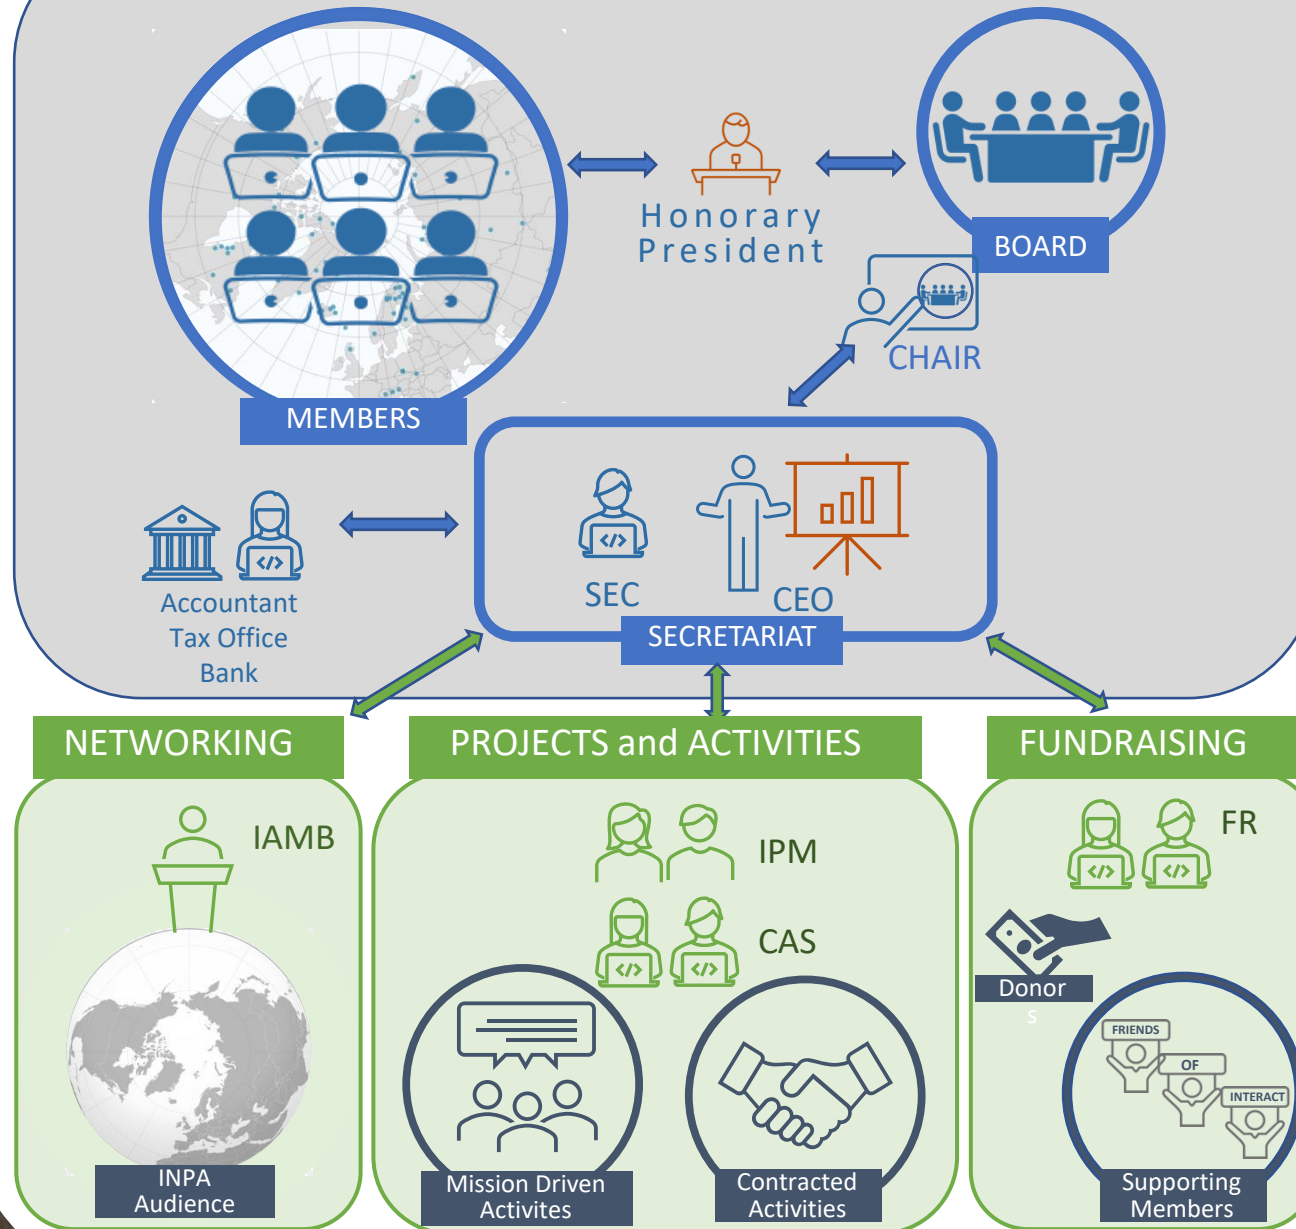 Honorary
President
BOARD
CHAIR
MEMBERS
SEC
CEO
SECRETARIAT
Accountant
Tax Office
Bank
NETWORKING
IAMB
INPA
Audience
PROJECTS and ACTIVITIES
IPM
CAS
Mission Driven
Activites
Contracted
Activities
FUNDRAISING
FR
Donor
s
FRIENDS
OF
INTERACT
Supporting
Members